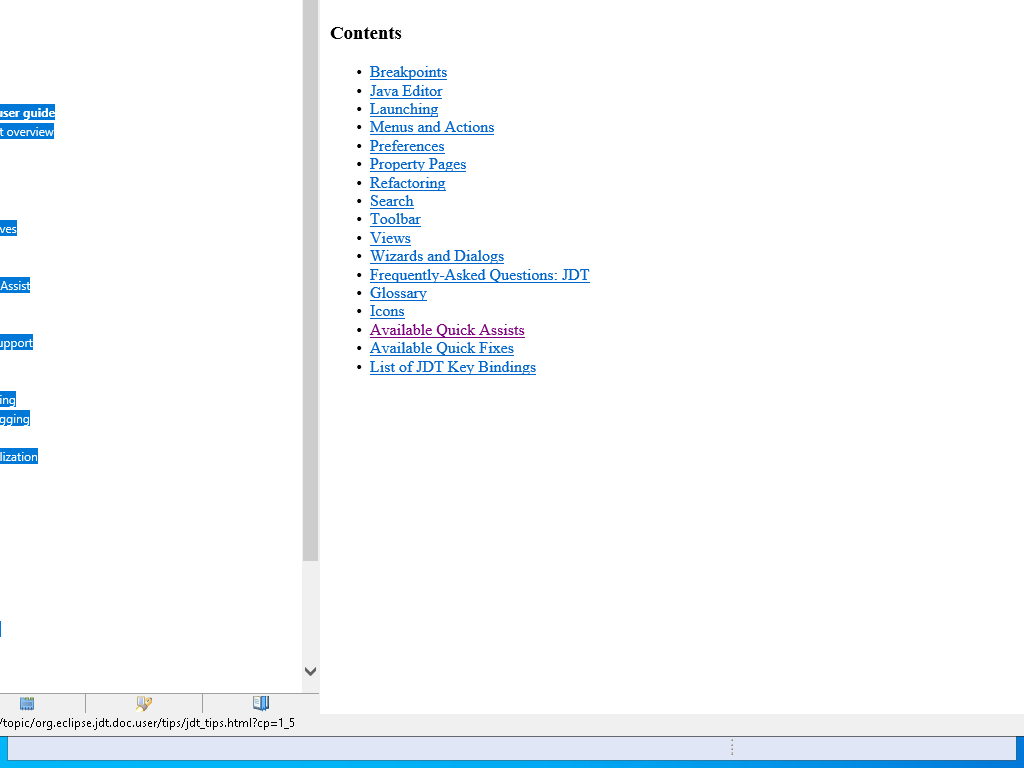 Contents
• Breakpoints
• Java Editor
• Launching
user guide
• Menus and Actions
t overview
• Preferences
• Property Pages
• Refactoring
• Search
• Toolbar
ves
• Views
• Wizards and Dialogs
• Frequently-Asked Questions: JDT
Assist
• Glossary
• Icons
• Available Quick Assists
upport
• Available Quick Fixes
• List of JDT Key Bindings
ing
gging
lization
/topic/org.eclipse.jdt.doc.user/tips/jdt_tips.html?cp=1_5